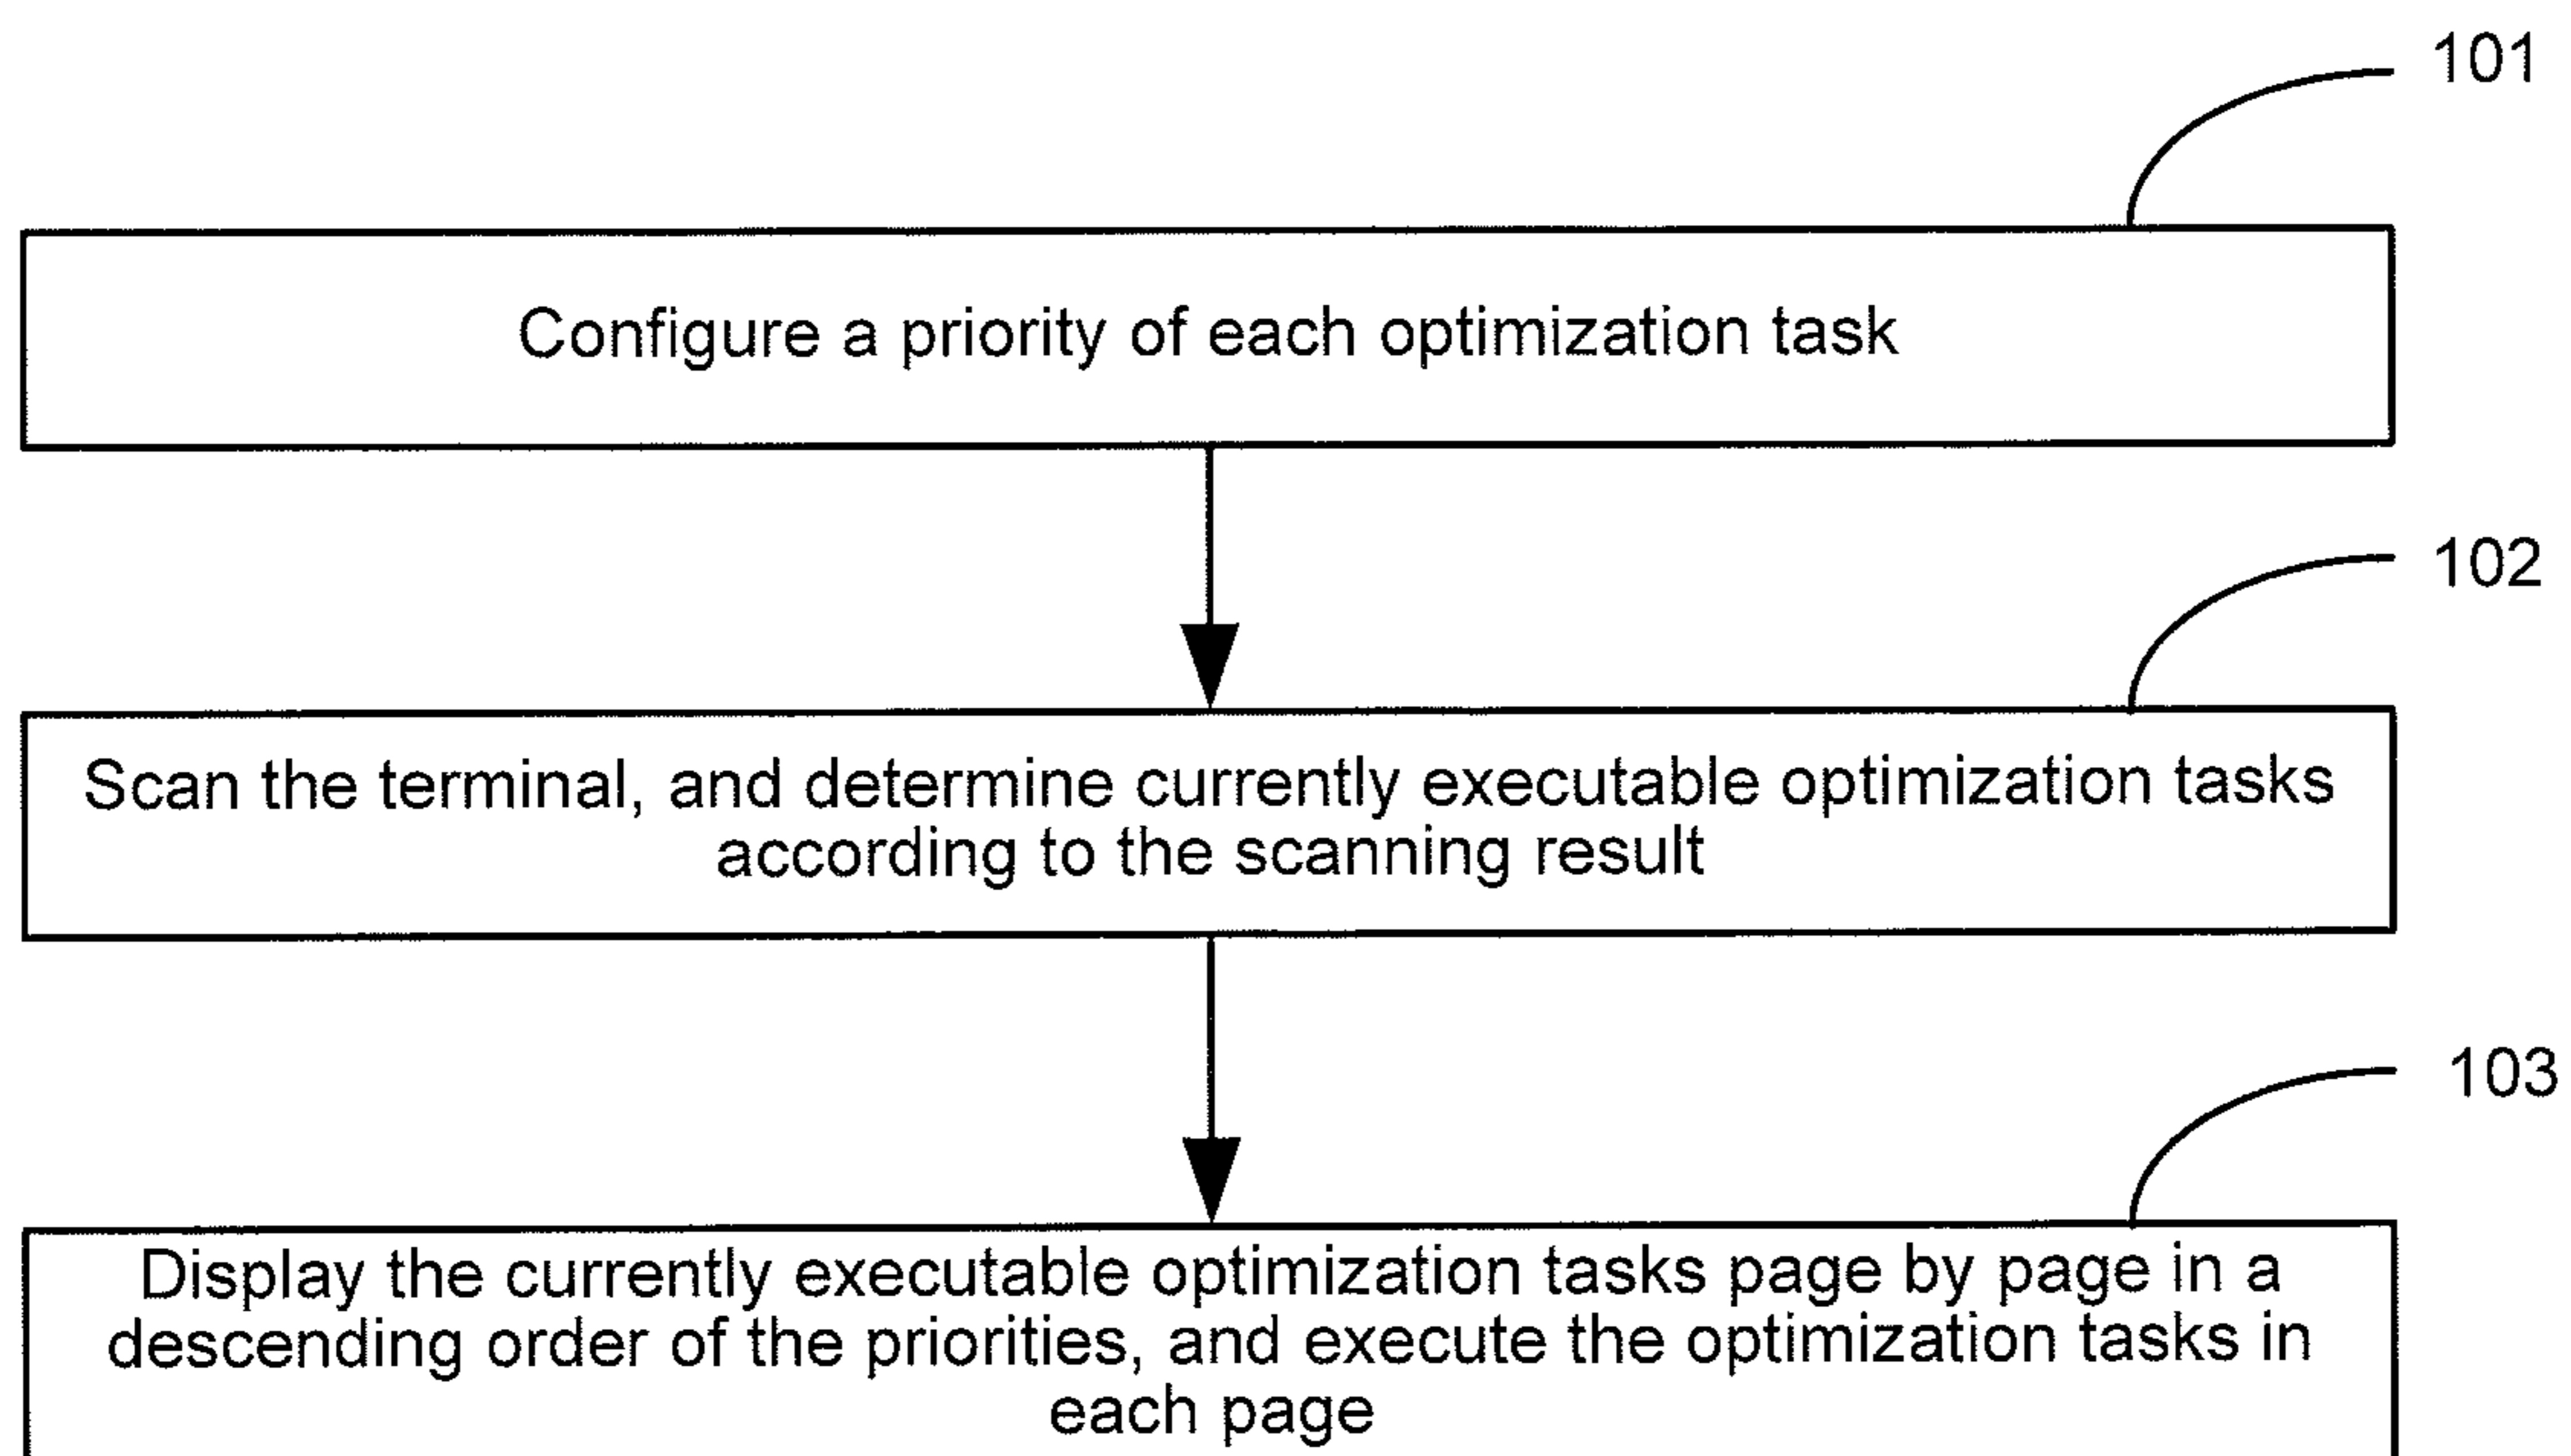 101
Configure a priority of each optimization task
102
Scan the terminal, and determine currently executable optimization tasks
according to the scanning result
103
Display the currently executable optimization tasks page by page in a
descending order of the priorities, and execute the optimization tasks in
each page